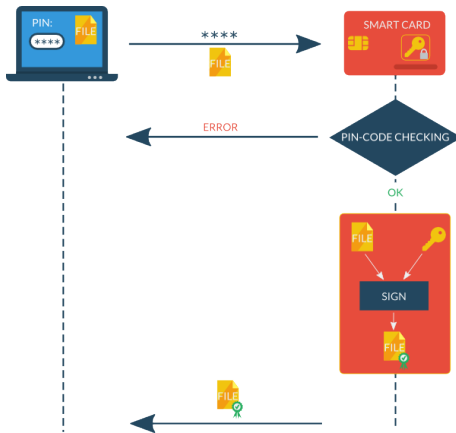 PIN:
****
FILE
****
FILE
SMART CARD
ERROR
PIN-CODE CHECKING
OK
FILE
SIGN
FILE
FILE